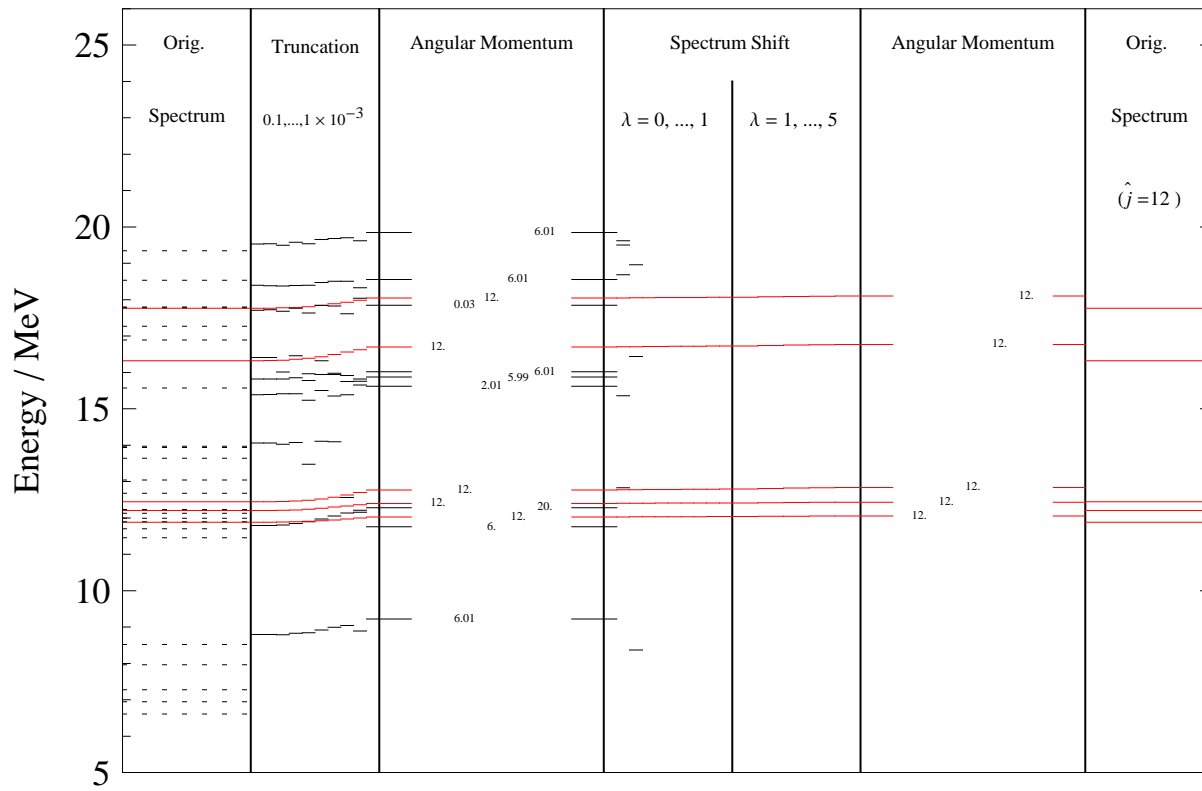 Orig.
Truncation
Angular Momentum
Spectrum Shift
Angular Momentum
Orig.
Spectrum
0.1,...,1 × 10⁻³
λ = 0, ..., 1
λ = 1, ..., 5
Spectrum
(ĵ =12 )
Energy / MeV
25
20
15
10
5
6.01
6.01
12.
0.03
12.
6.01
5.99
2.01
12.
12.
20.
12.
6.
6.01
12.
12.
12.
12.
12.